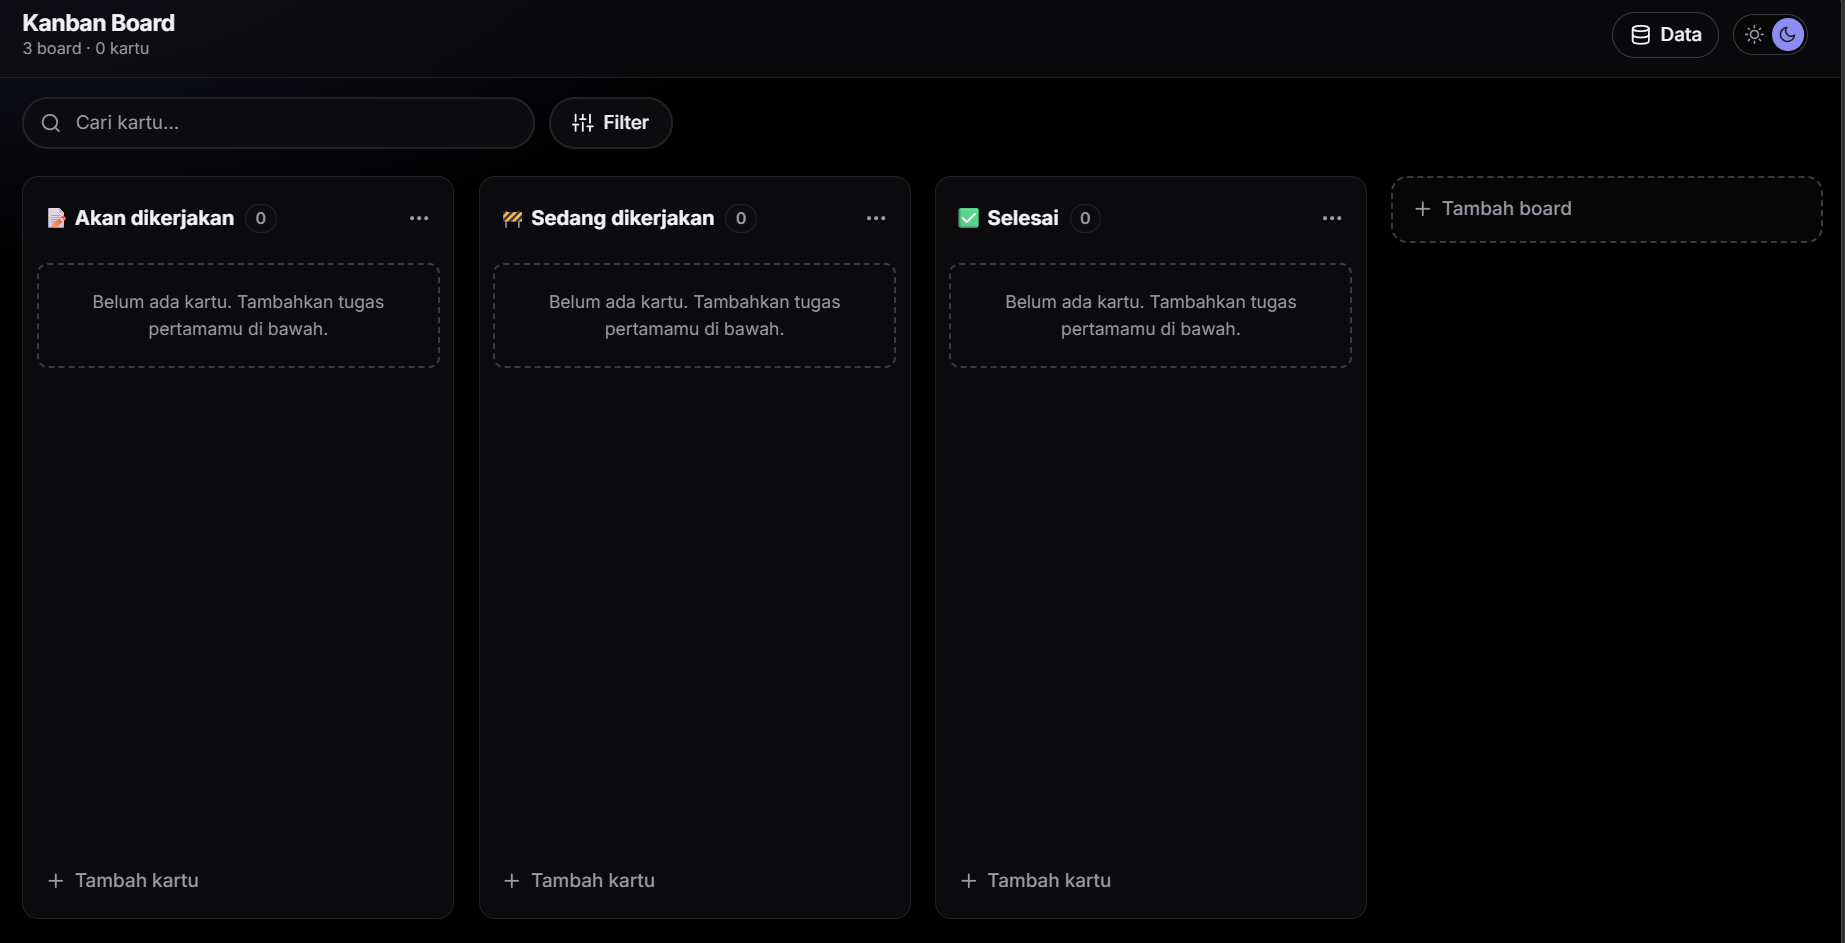 Kanban Board
3 board · 0 kartu
Data
Cari kartu...
Filter
Akan dikerjakan 0
Belum ada kartu. Tambahkan tugas
pertamamu di bawah.
Tambah kartu
Sedang dikerjakan 0
Belum ada kartu. Tambahkan tugas
pertamamu di bawah.
Tambah kartu
Selesai 0
Belum ada kartu. Tambahkan tugas
pertamamu di bawah.
Tambah kartu
Tambah board